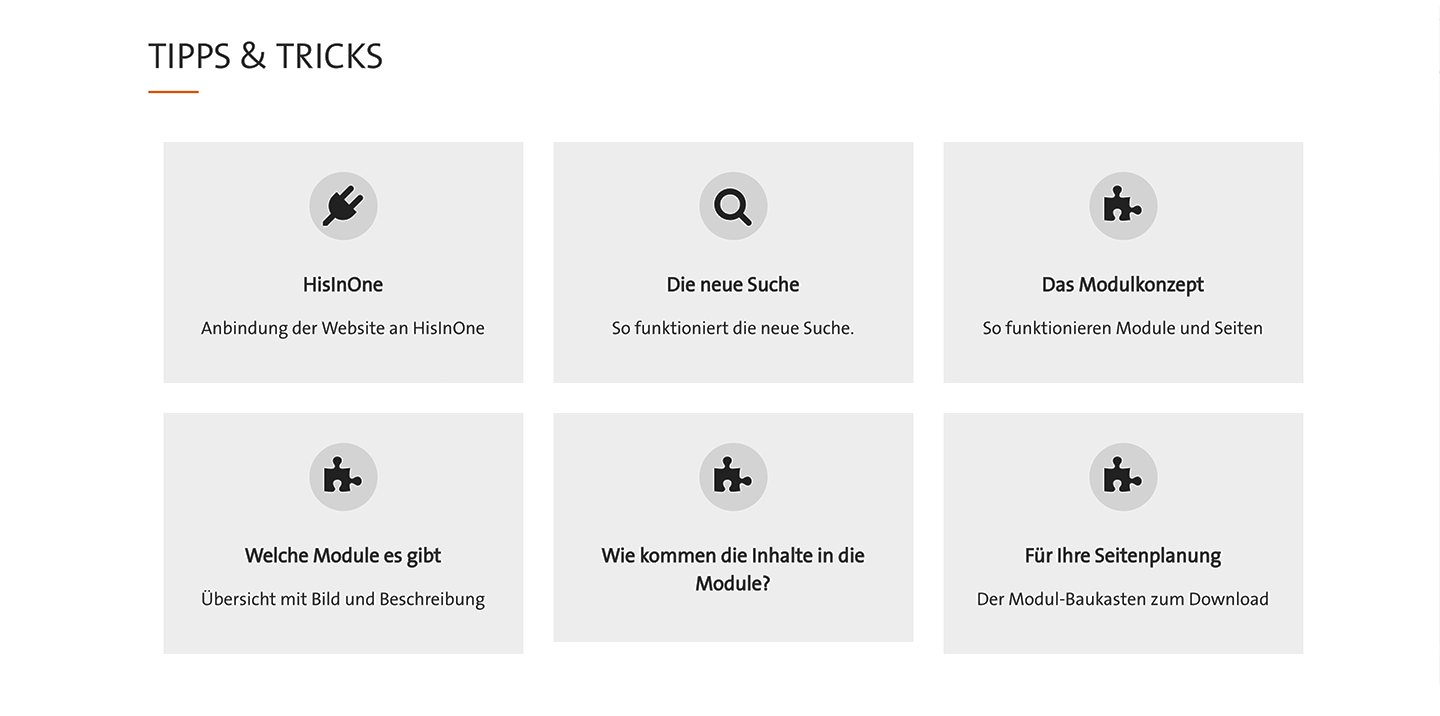 TIPPS & TRICKS
HisInOne
Anbindung der Website an HisInOne
Die neue Suche
So funktioniert die neue Suche.
Das Modulkonzept
So funktionieren Module und Seiten
Welche Module es gibt
Übersicht mit Bild und Beschreibung
Wie kommen die Inhalte in die
Module?
Für Ihre Seitenplanung
Der Modul-Baukasten zum Download